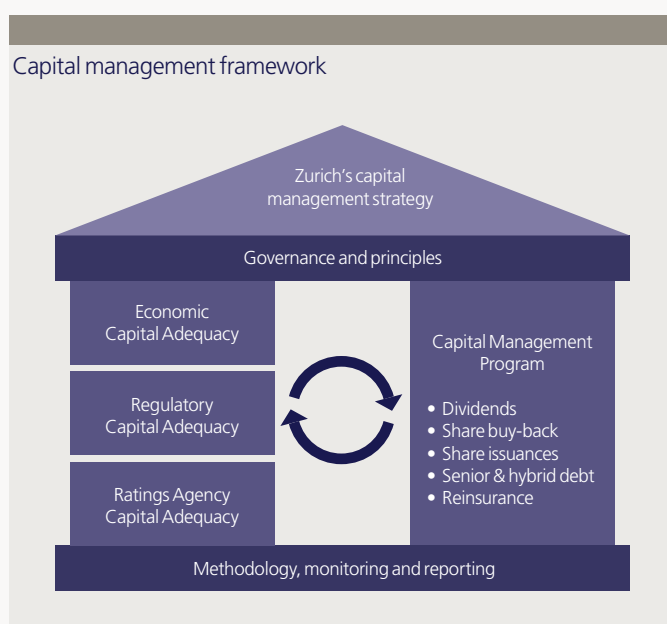 Capital management framework
Zurich's capital
management strategy
Governance and principles
Economic
Capital Adequacy
Regulatory
Capital Adequacy
Ratings Agency
Capital Adequacy
Capital Management
Program
• Dividends
• Share buy-back
• Share issuances
• Senior & hybrid debt
• Reinsurance
Methodology, monitoring and reporting